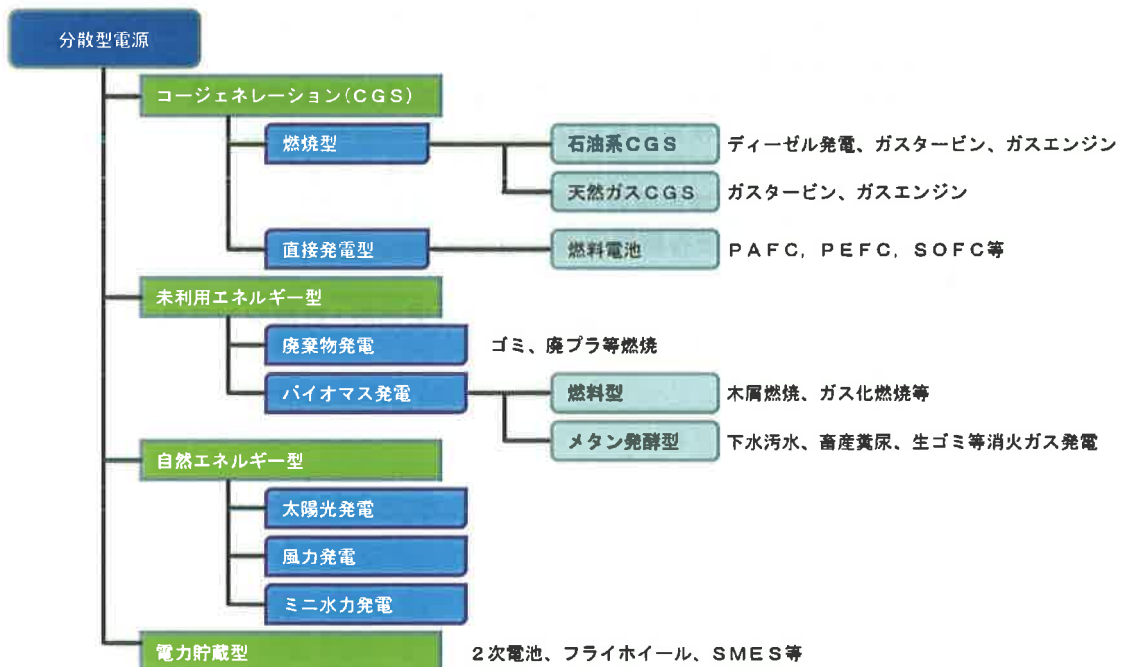 分散型電源
コージェネレーション(CGS)
燃焼型
石油系CGS
ディーゼル発電、ガスタービン、ガスエンジン
天然ガスCGS
ガスタービン、ガスエンジン
直接発電型
燃料電池
PAFC, PEFC, SOFC等
未利用エネルギー型
廃棄物発電
ゴミ、廃プラ等燃焼
バイオマス発電
燃料型
木屑燃焼、ガス化燃焼等
メタン発酵型
下水汚水、畜産糞尿、生ゴミ等消火ガス発電
自然エネルギー型
太陽光発電
風力発電
ミニ水力発電
電力貯蔵型
2次電池、フライホイール、SMES等